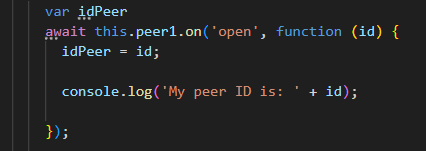 var idPeer
await this.peer1.on('open', function (id) {
idPeer = id;
console.log('My peer ID is: ' + id);
});